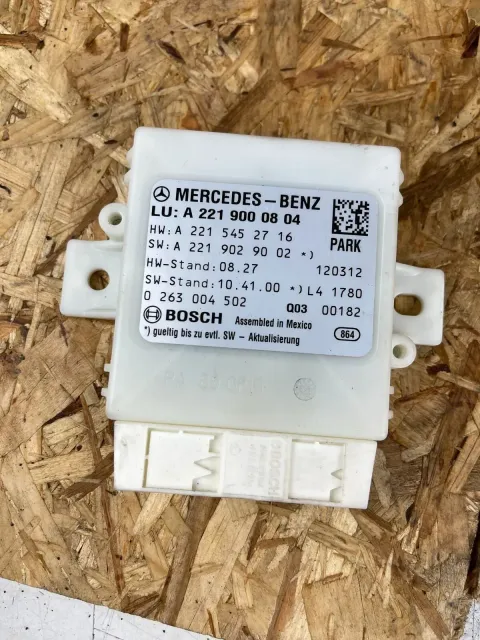 MERCEDES-BENZ
LU: A 221 900 08 04
HW: A 221 545 27 16
SW: A 221 902 90 02 *)
PARK
HW-Stand: 08.27 120312
SW-Stand: 10.41.00 *) L4 1780
0 263 004 502 Q03 00182
BOSCH Assembled in Mexico
*) gueltig bis zu evtl. SW - Aktualisierung
864
BOSCH